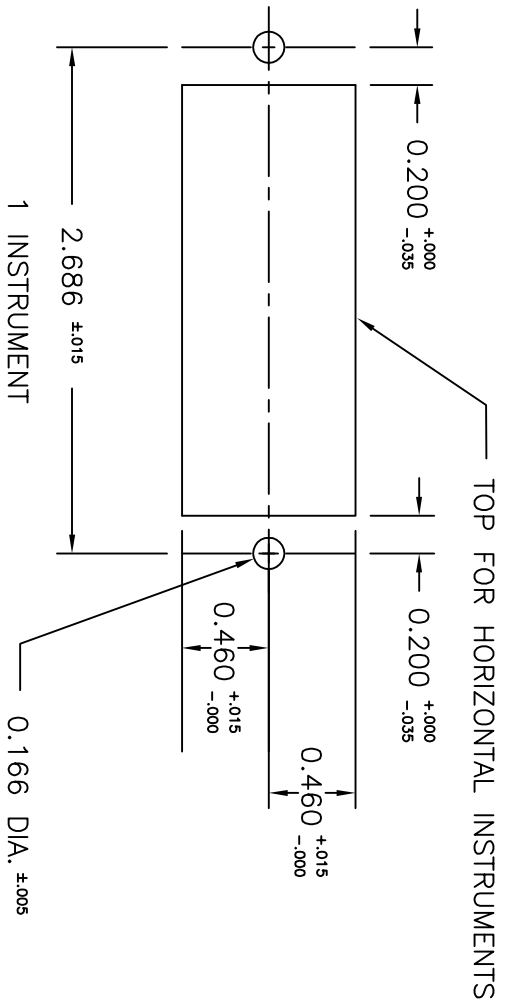 TOP FOR HORIZONTAL INSTRUMENTS
0.200 +.000 -.035
0.200 +.000 -.035
0.460 +.015 -.000
0.460 +.015 -.000
2.686 ±.015
0.166 DIA. ±.005
1 INSTRUMENT